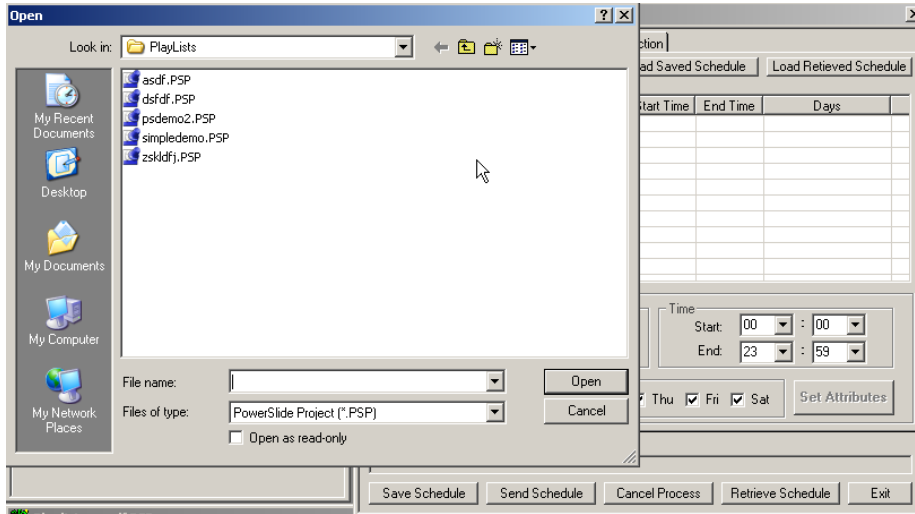 Open
Look in: PlayLists
My Recent Documents
Desktop
My Documents
My Computer
My Network Places
asdf.PSP
dsfdf.PSP
psdemo2.PSP
simpledemo.PSP
zskldfj.PSP
File name:
Open
Files of type: PowerSlide Project (*.PSP)
Cancel
Open as read-only
Load Retieved Schedule
Saved Schedule
Start Time End Time Days
Time
Start: 00 : 00
End: 23 : 59
Thu Fri Sat
Set Attributes
Save Schedule Send Schedule Cancel Process Retrieve Schedule Exit